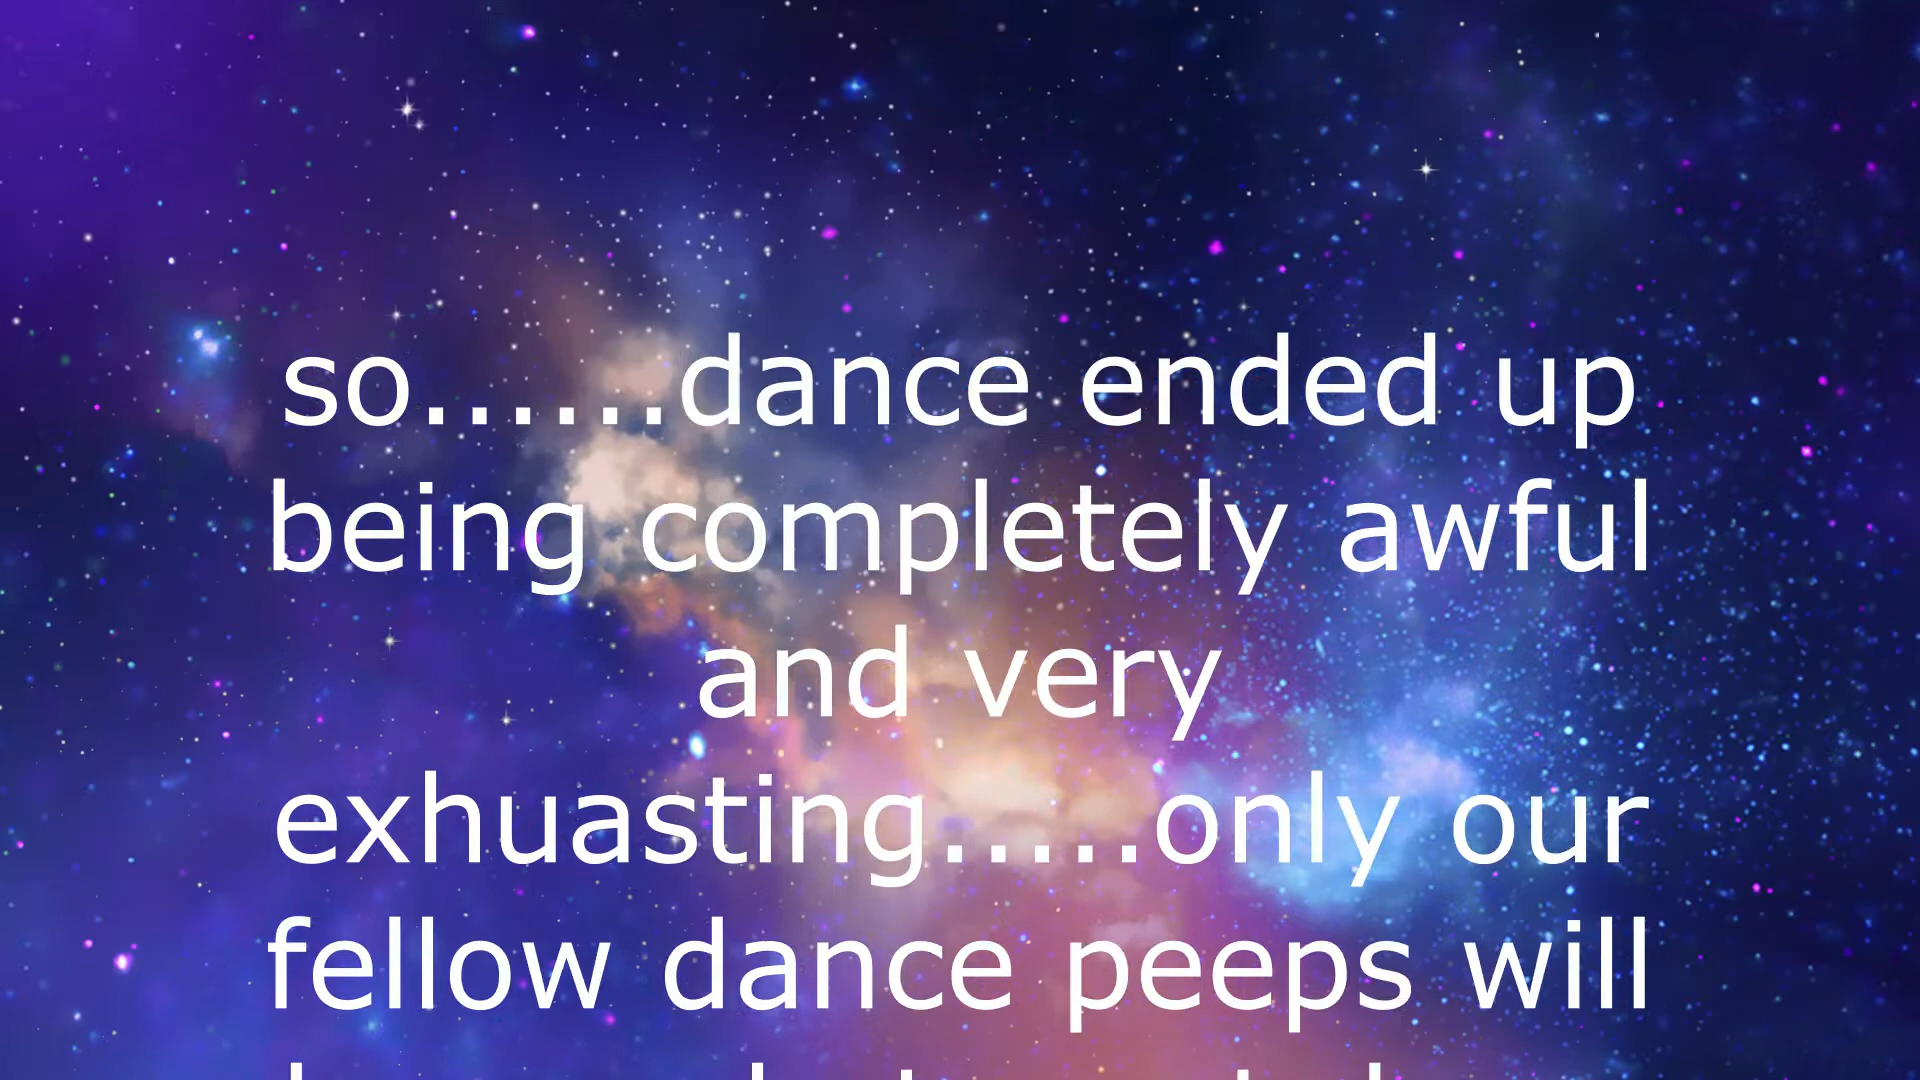 so......dance ended up
being completely awful
and very
exhuasting.....only our
fellow dance peeps will